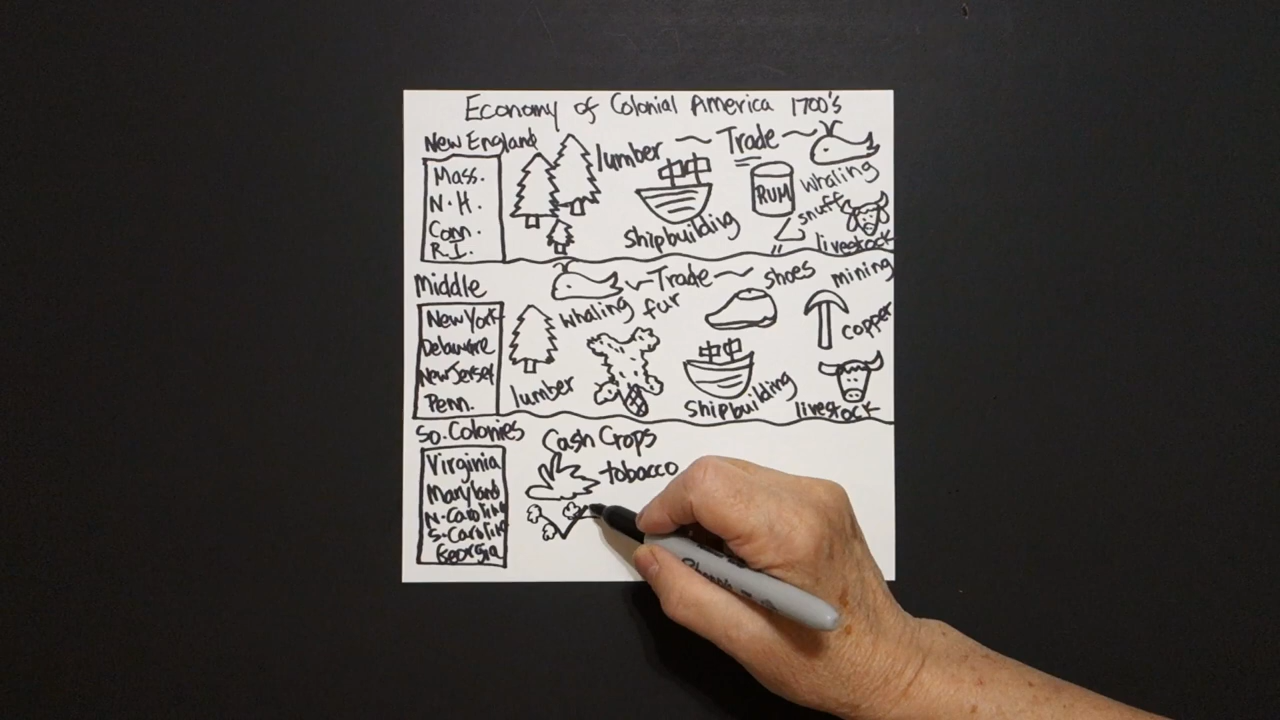 Economy of Colonial America 1700's
New England
lumber ~ Trade ~
Mass.
N.H.
Conn.
R.I.
shipbuilding
RUM
whaling
snuff
livestock
Middle
~ Trade ~
shoes
mining
New York
Delaware
New Jersey
Penn.
whaling
fur
copper
lumber
shipbuilding
livestock
So. Colonies
Cash Crops
Virginia
Maryland
N. Carolina
S. Carolin
Georgia
tobacco